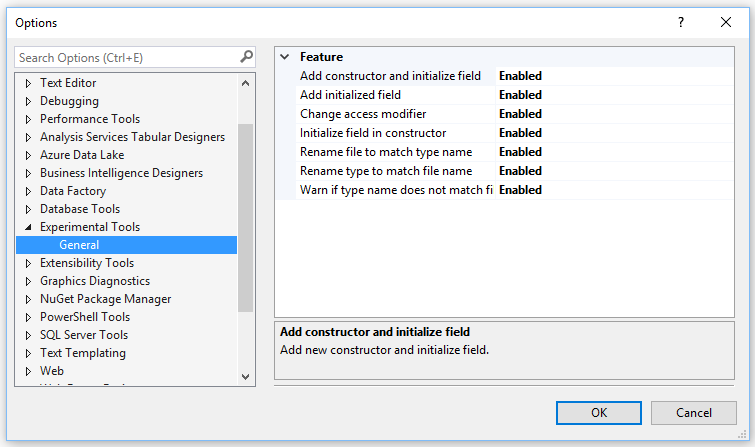 Options
?
Search Options (Ctrl+E)
Text Editor
Debugging
Performance Tools
Analysis Services Tabular Designers
Azure Data Lake
Business Intelligence Designers
Data Factory
Database Tools
Experimental Tools
General
Extensibility Tools
Graphics Diagnostics
NuGet Package Manager
PowerShell Tools
SQL Server Tools
Text Templating
Web
Feature
Add constructor and initialize field Enabled
Add initialized field Enabled
Change access modifier Enabled
Initialize field in constructor Enabled
Rename file to match type name Enabled
Rename type to match file name Enabled
Warn if type name does not match fi Enabled
Add constructor and initialize field
Add new constructor and initialize field.
OK
Cancel